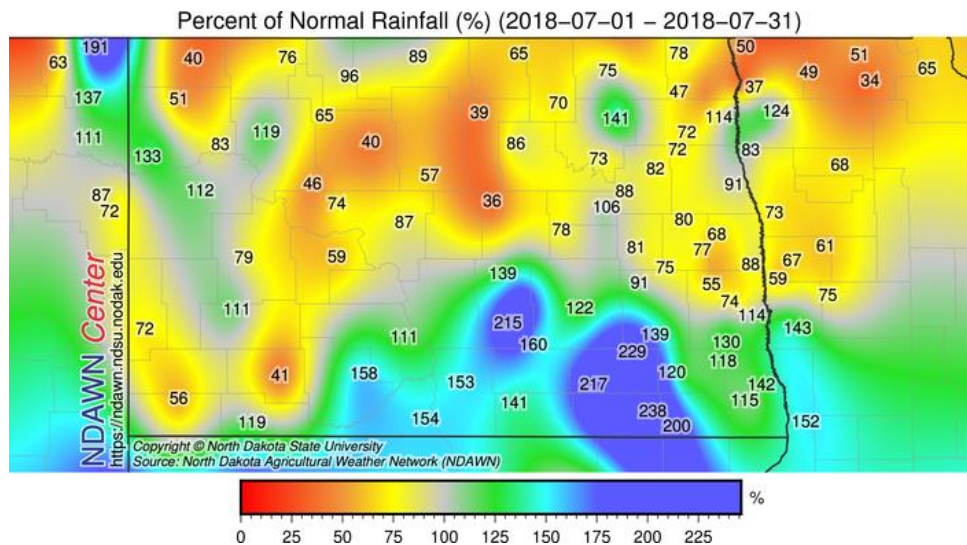 Percent of Normal Rainfall (%) (2018-07-01 - 2018-07-31)
191 40 76 89 65 78 50 51
63 96 75 49 34 65
137 51 65 39 70 47 37
111 119 40 141 114 124
133 83 86 72
72 83
57 73 82 68
112 46 88 91
87 74 36 106 73
72 87 80
78 68
79 59 81 77 61
75 88 67
139 91 55 59
74 75
111 122 114
72 215 139 143
111 160 229 130
118
41 158 153 217 120 142
56 141 115
154 238
119 200 152
NDAWN Center
https://ndawn.ndsu.nodak.edu
Copyright © North Dakota State University
Source: North Dakota Agricultural Weather Network (NDAWN)
%
0 25 50 75 100 125 150 175 200 225